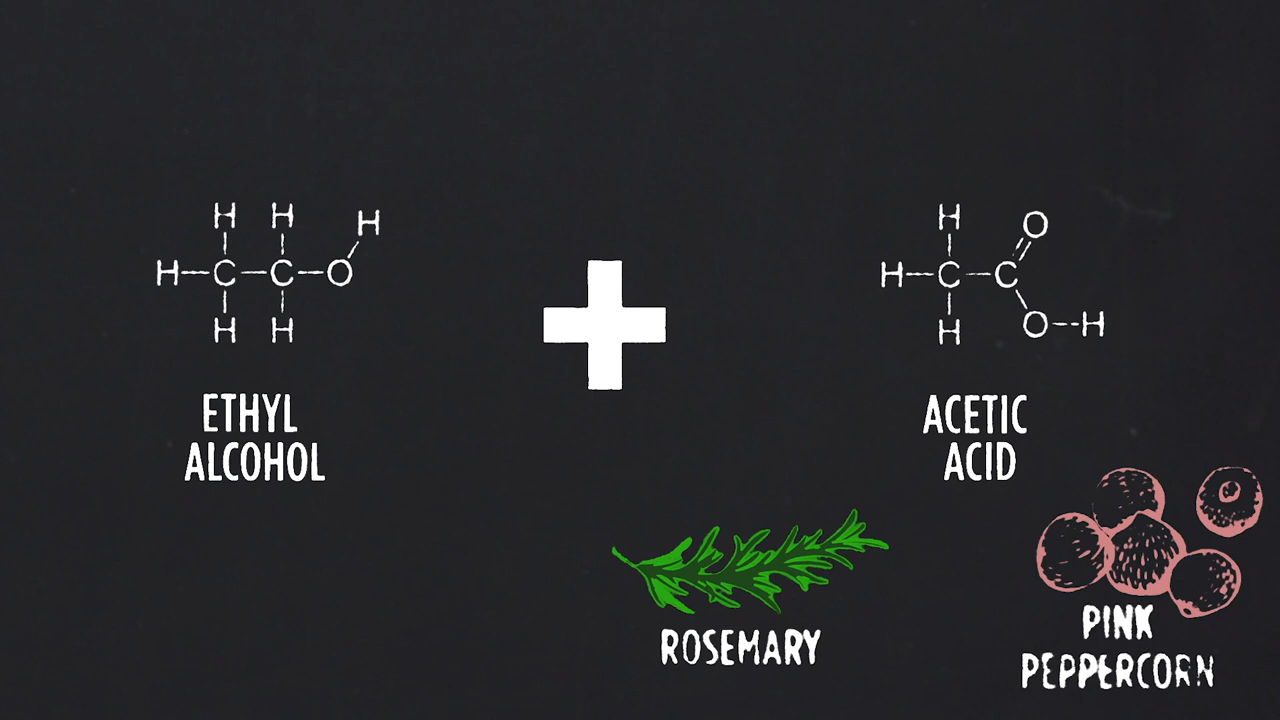 H H H
H C C O
H H
ETHYL
ALCOHOL
H O
H C C
H O H
ACETIC
ACID
ROSEMARY
PINK
PEPPERCORN